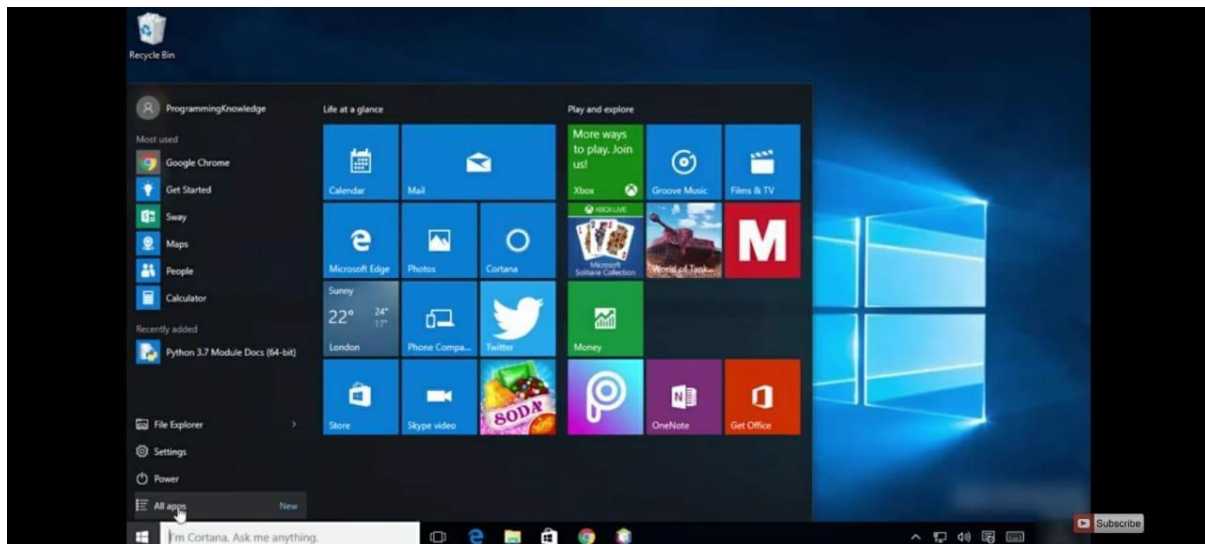 Recycle Bin
ProgrammingKnowledge
Most used
Google Chrome
Get Started
Sway
Maps
People
Calculator
Recently added
Python 3.7 Module Docs (64-bit)
File Explorer
Settings
Power
All apps New
Life at a glance
Calendar
Mail
Microsoft Edge
Photos
Cortana
Sunny
22° 24°
17°
London
Phone Compa...
Twitter
Store
Skype video
SODA
Play and explore
More ways
to play. Join
us!
Xbox
Groove Music
Films & TV
XBOX LIVE
Microsoft
Solitaire Collection
World of Tank...
M
Money
OneNote
Get Office
I'm Cortana. Ask me anything.
Subscribe